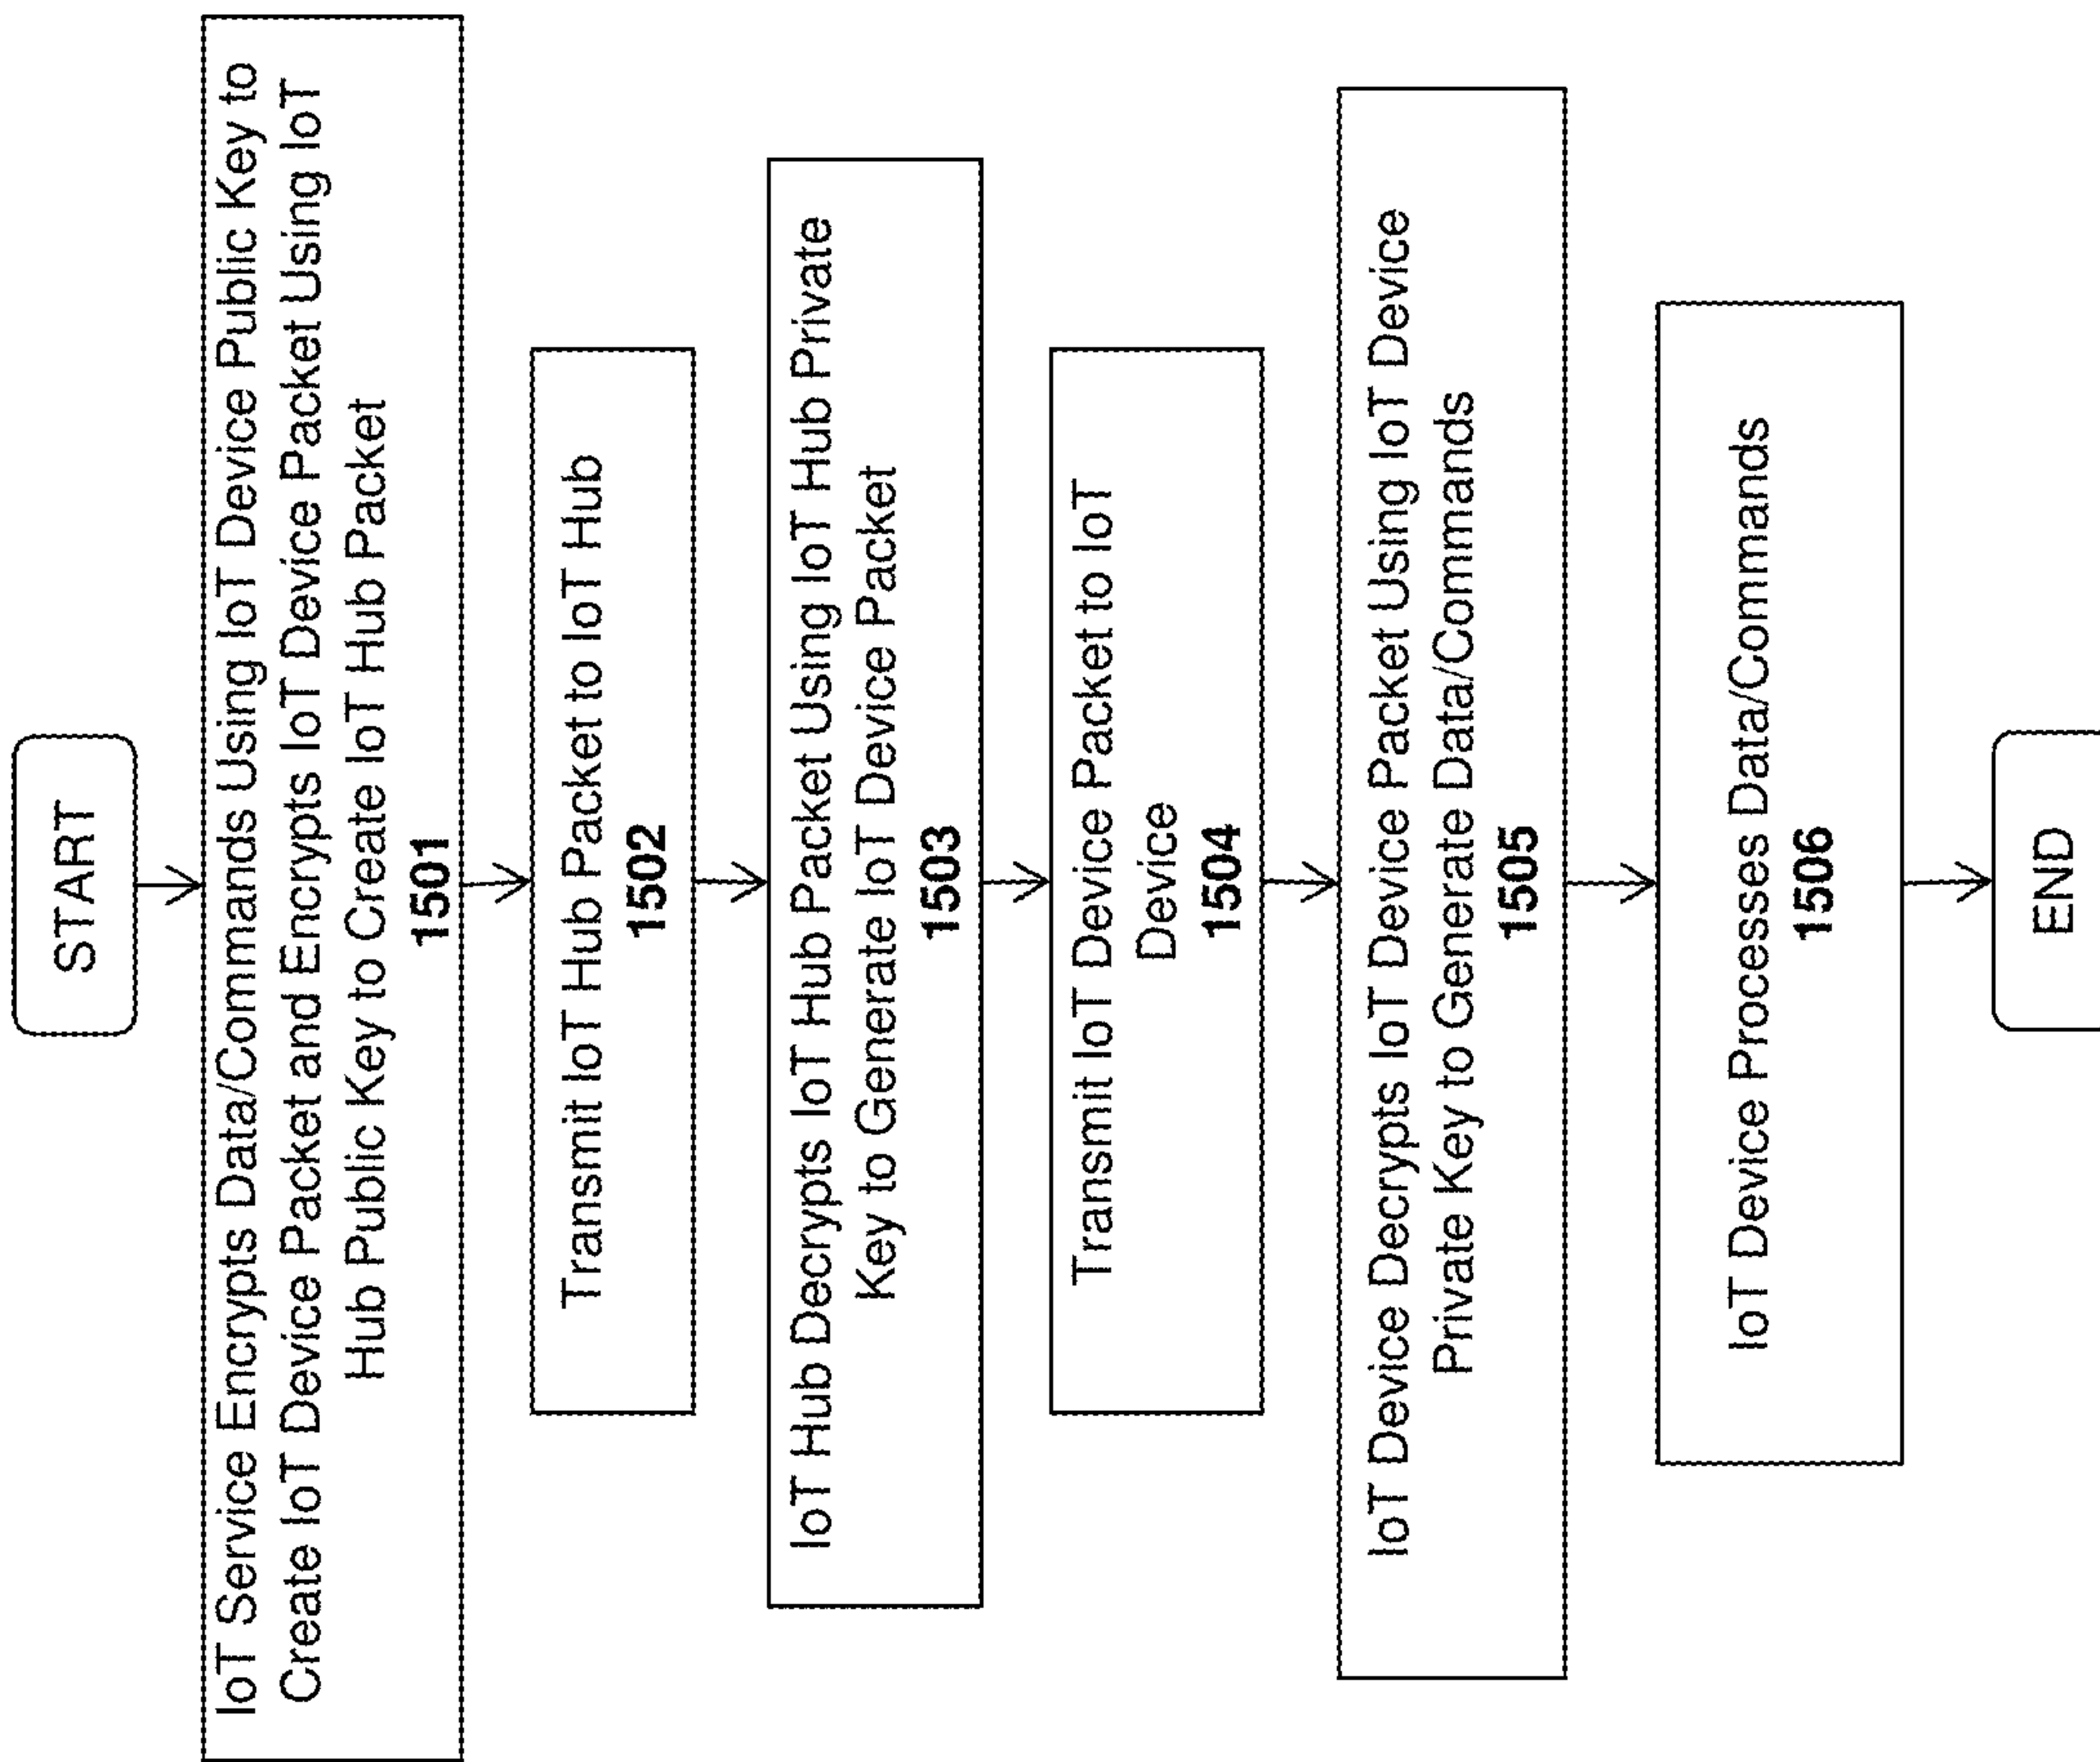 START
IoT Service Encrypts Data/Commands Using IoT Device Public Key to
Create IoT Device Packet and Encrypts IoT Device Packet Using IoT
Hub Public Key to Create IoT Hub Packet
1501
Transmit IoT Hub Packet to IoT Hub
1502
IoT Hub Decrypts IoT Hub Packet Using IoT Hub Private
Key to Generate IoT Device Packet
1503
Transmit IoT Device Packet to IoT
Device
1504
IoT Device Decrypts IoT Device Packet Using IoT Device
Private Key to Generate Data/Commands
1505
IoT Device Processes Data/Commands
1506
END